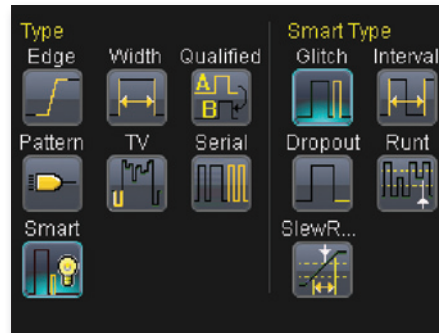 Type
Edge Width Qualified
A
B
Pattern TV Serial
Smart
Smart Type
Glitch Interval
Dropout Runt
SlewR...